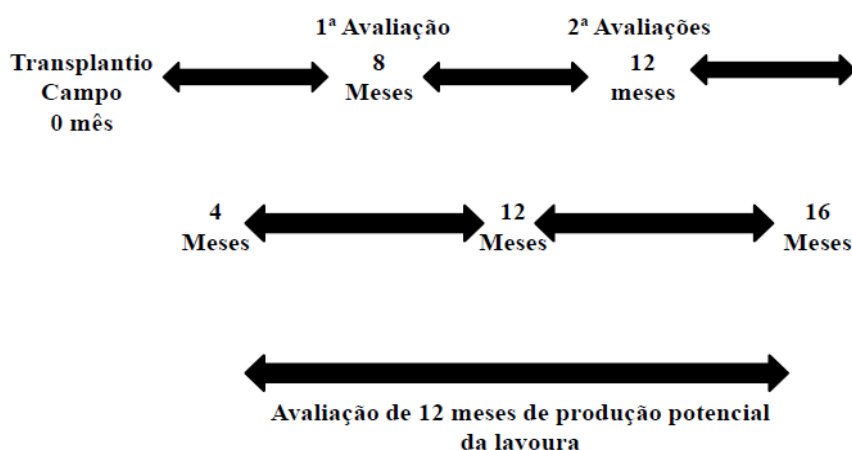 1ª Avaliação
2ª Avaliações
Transplantio
Campo
0 mês
8
Meses
12
meses
4
Meses
12
Meses
16
Meses
Avaliação de 12 meses de produção potencial
da lavoura